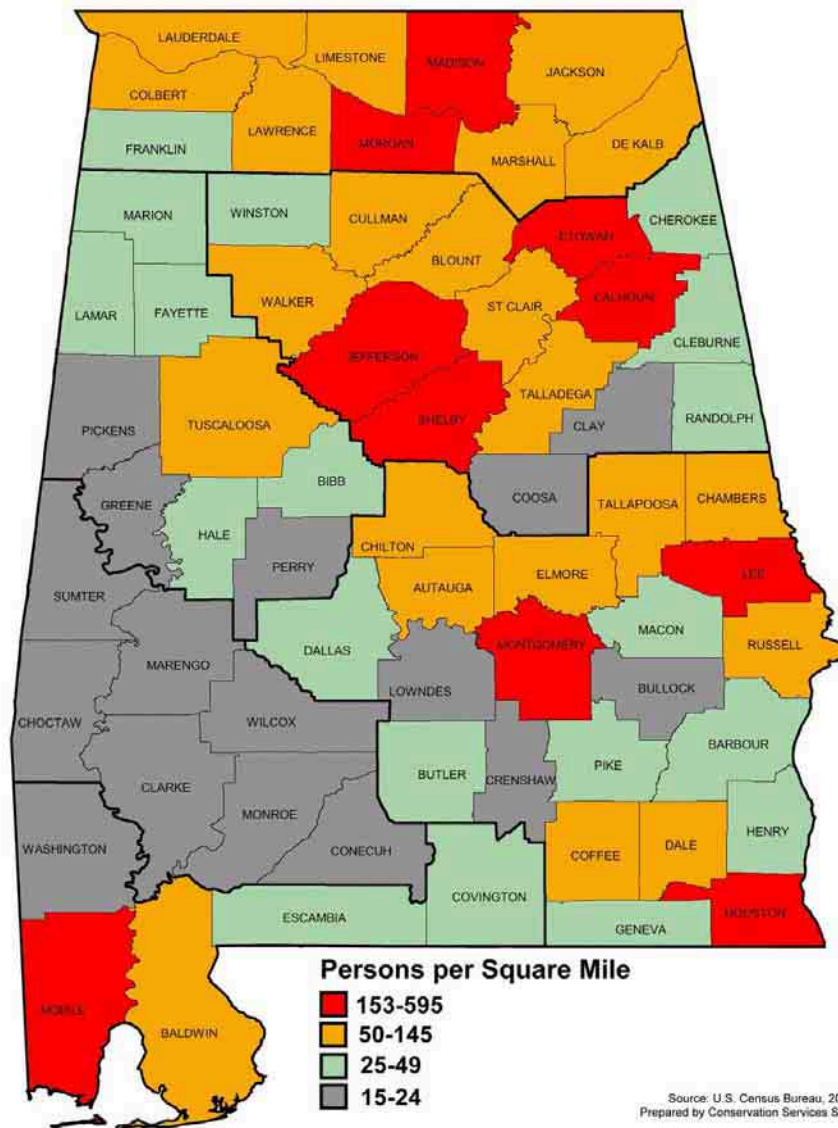 LAUDERDALE
LIMESTONE
MADISON
JACKSON
COLBERT
LAWRENCE
FRANKLIN
MORGAN
MARSHALL
DE KALB
MARION
WINSTON
CULLMAN
ETOWAH
CHEROKEE
BLOUNT
WALKER
ST CLAIR
CALHOUN
LAMAR
FAYETTE
CLEBURNE
JEFFERSON
TALLADEGA
PICKENS
TUSCALOOSA
SHELBY
CLAY
RANDOLPH
GREENE
BIBB
COOSA
TALLAPOOSA
CHAMBERS
HALE
PERRY
CHILTON
ELMORE
LEE
SUMTER
AUTAUGA
MACON
RUSSELL
MARENGO
DALLAS
MONTGOMERY
LOWNDES
BULLOCK
CHOCTAW
WILCOX
BARBOUR
CLARKE
BUTLER
CRENSHAW
PIKE
MONROE
WASHINGTON
CONECUH
COFFEE
DALE
HENRY
COVINGTON
ESCAMBIA
GENEVA
HOUSTON
MOBILE
BALDWIN
Persons per Square Mile
153-595
50-145
25-49
15-24
Source: U.S. Census Bureau, 20
Prepared by Conservation Services S